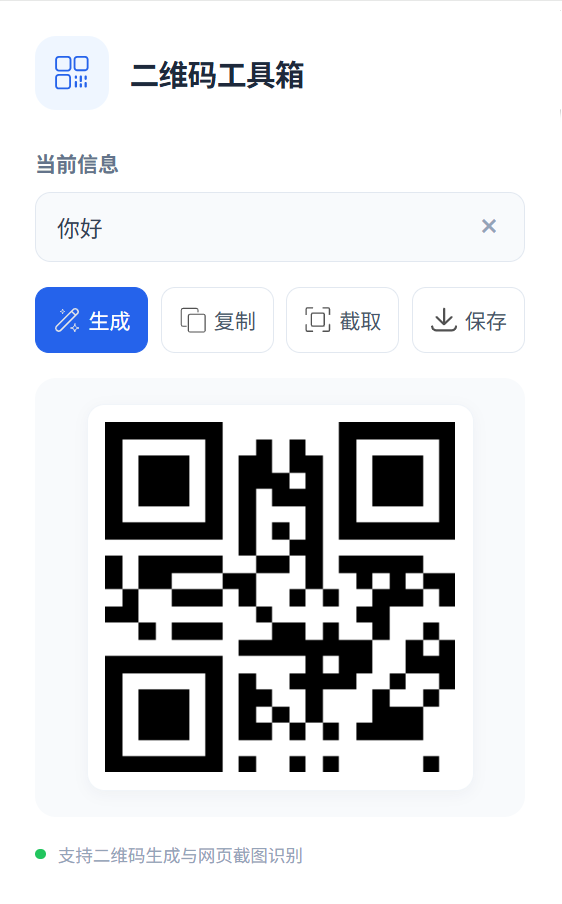 二维码工具箱
当前信息
你好
生成 复制 截取 保存
支持二维码生成与网页截图识别